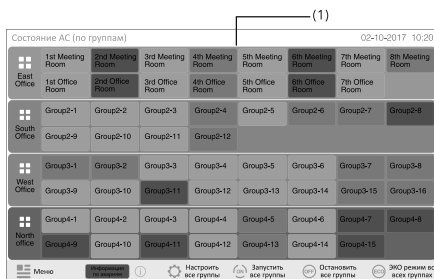 (1)
Состояние AC (по группам) 02-10-2017 10:20
East Office
1st Meeting Room 2nd Meeting Room 3rd Meeting Room 4th Meeting Room 5th Meeting Room 6th Meeting Room 7th Meeting Room 8th Meeting Room
1st Office Room 2nd Office Room 3rd Office Room 4th Office Room 5th Office Room 6th Office Room 7th Office Room
South Office
Group2-1 Group2-2 Group2-3 Group2-4 Group2-5 Group2-6 Group2-7 Group2-8
Group2-9 Group2-10 Group2-11 Group2-12
West Office
Group3-1 Group3-2 Group3-3 Group3-4 Group3-5 Group3-6 Group3-7 Group3-8
Group3-9 Group3-10 Group3-11 Group3-12 Group3-13 Group3-14 Group3-15 Group3-16
North office
Group4-1 Group4-2 Group4-3 Group4-4 Group4-5 Group4-6 Group4-7 Group4-8
Group4-9 Group4-10 Group4-11 Group4-12 Group4-13 Group4-14 Group4-15
Меню
Информация по авариям
Настроить все группы
ON Запустить все группы
OFF Остановить все группы
ECO ЭКО режим во всех группах